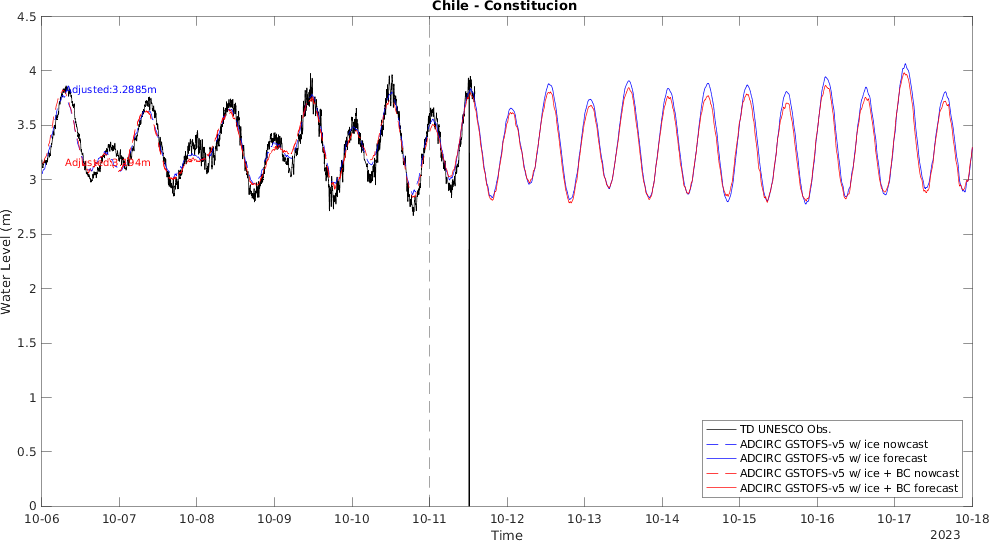 Chile - Constitucion
4.5
4
3.5
3
2.5
2
1.5
1
0.5
0
Water Level (m)
Adjusted:3.2885m
10-06
10-07
10-08
10-09
10-10
10-11
10-12
10-13
10-14
10-15
10-16
10-17
10-18
Time
2023
TD UNESCO Obs.
ADCIRC GSTOFS-v5 w/ ice nowcast
ADCIRC GSTOFS-v5 w/ ice forecast
ADCIRC GSTOFS-v5 w/ ice + BC nowcast
ADCIRC GSTOFS-v5 w/ ice + BC forecast